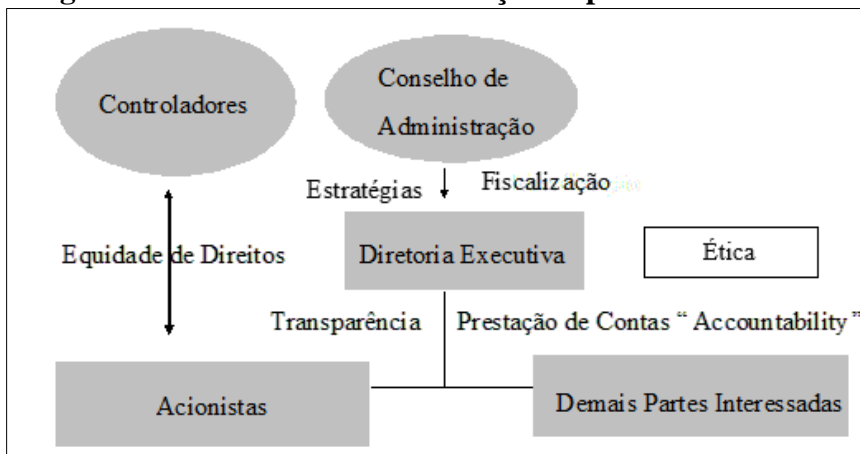 Controladores
Conselho de
Administração
Estratégias
Fiscalização
Equidade de Direitos
Diretoria Executiva
Ética
Transparência
Prestação de Contas “ Accountability ”
Acionistas
Demais Partes Interessadas